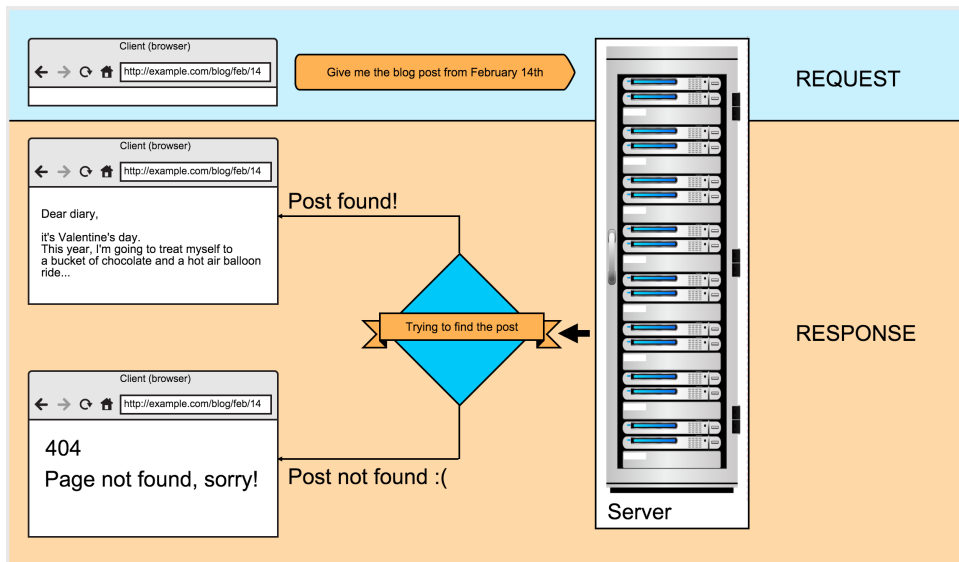 Client (browser)
http://example.com/blog/feb/14
Give me the blog post from February 14th
REQUEST
Client (browser)
http://example.com/blog/feb/14
Dear diary,
it's Valentine's day.
This year, I'm going to treat myself to
a bucket of chocolate and a hot air balloon
ride...
Post found!
Trying to find the post
RESPONSE
Client (browser)
http://example.com/blog/feb/14
404
Page not found, sorry!
Post not found :(
Server